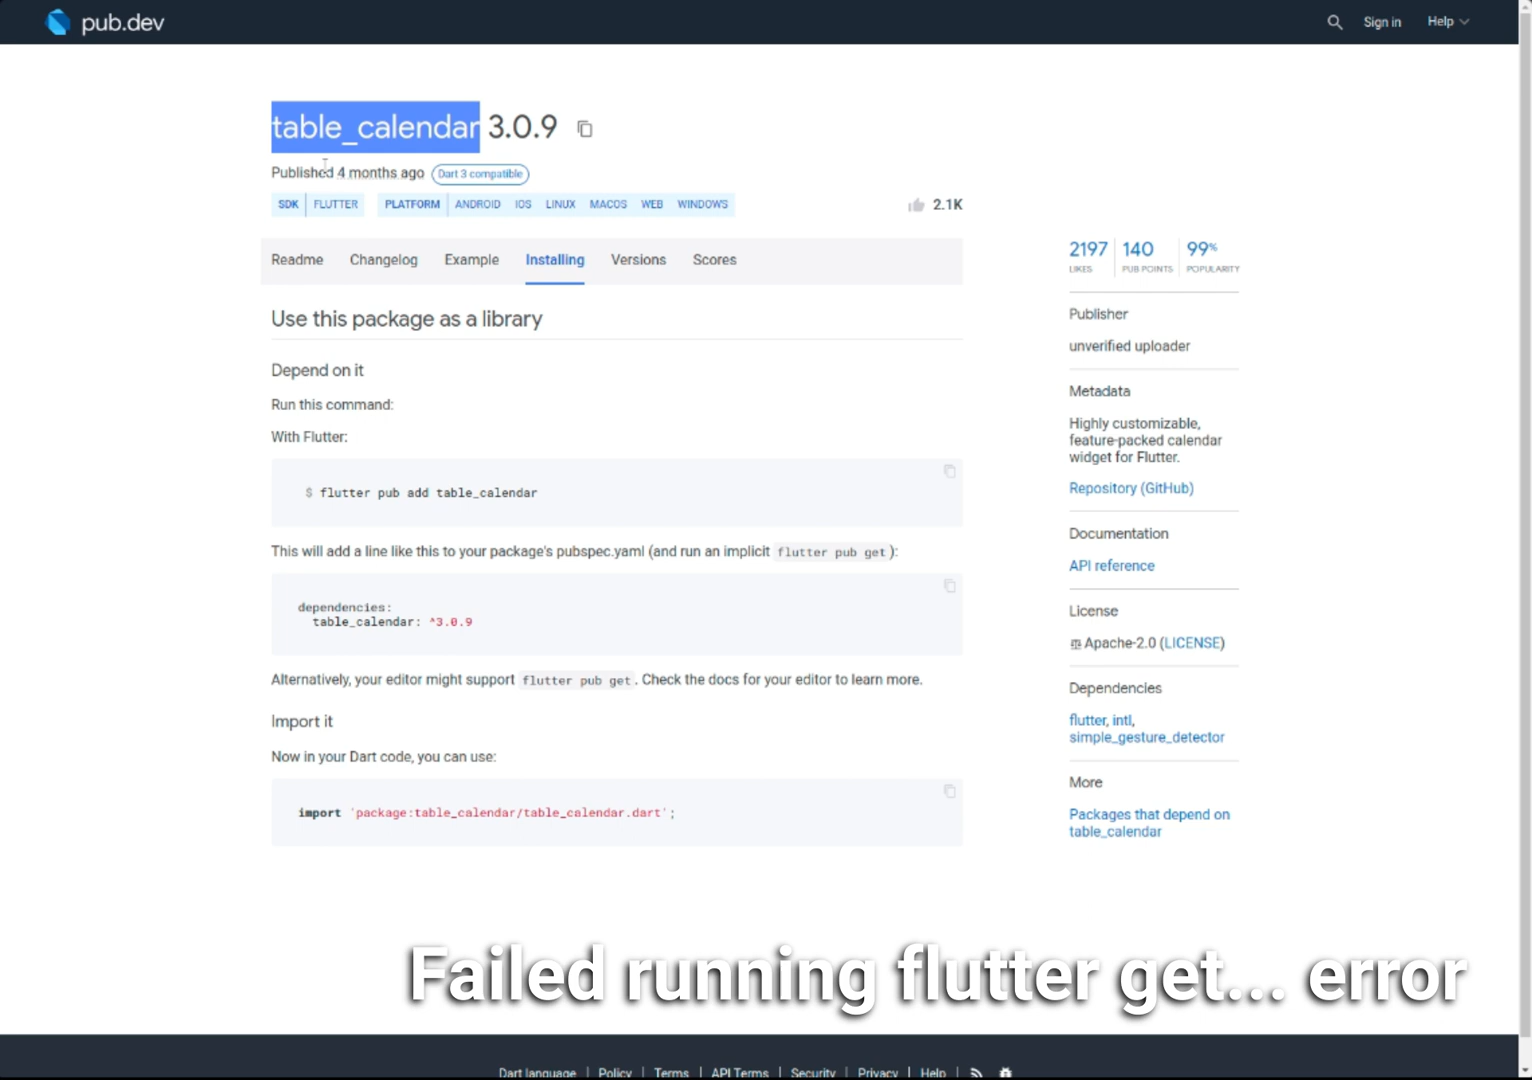 pub.dev
Sign in
Help
table_calendar 3.0.9
Published 4 months ago
Dart 3 compatible
SDK FLUTTER PLATFORM ANDROID IOS LINUX MACOS WEB WINDOWS
2.1K
Readme Changelog Example Installing Versions Scores
Use this package as a library
Depend on it
Run this command:
With Flutter:
$ flutter pub add table_calendar
This will add a line like this to your package's pubspec.yaml (and run an implicit flutter pub get ):
dependencies:
table_calendar: ^3.0.9
Alternatively, your editor might support flutter pub get . Check the docs for your editor to learn more.
Import it
Now in your Dart code, you can use:
import 'package:table_calendar/table_calendar.dart';
2197 140 99%
LIKES PUB POINTS POPULARITY
Publisher
unverified uploader
Metadata
Highly customizable,
feature-packed calendar
widget for Flutter.
Repository (GitHub)
Documentation
API reference
License
Apache-2.0 (LICENSE)
Dependencies
flutter, intl,
simple_gesture_detector
More
Packages that depend on
table_calendar
Failed running flutter get... error
Dart language | Policy | Terms | API Terms | Security | Privacy | Help |